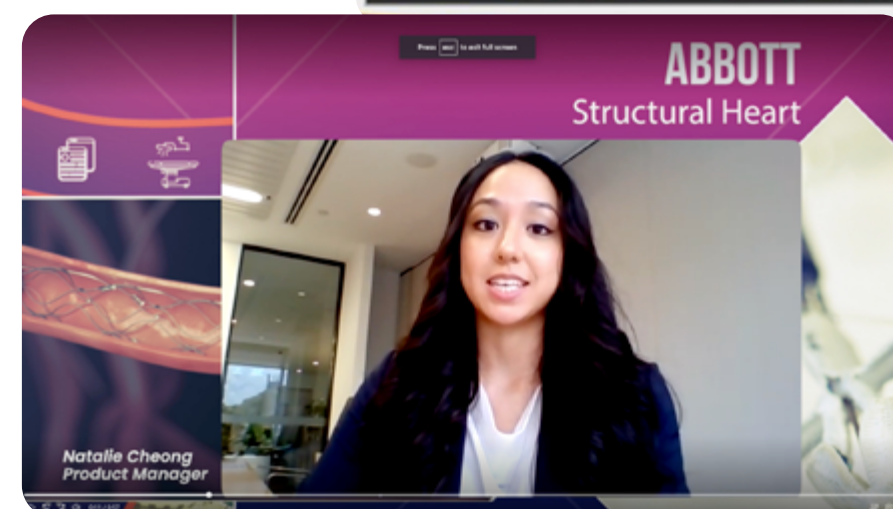 Press esc to exit full screen
ABBOTT
Structural Heart
Natalie Cheong
Product Manager